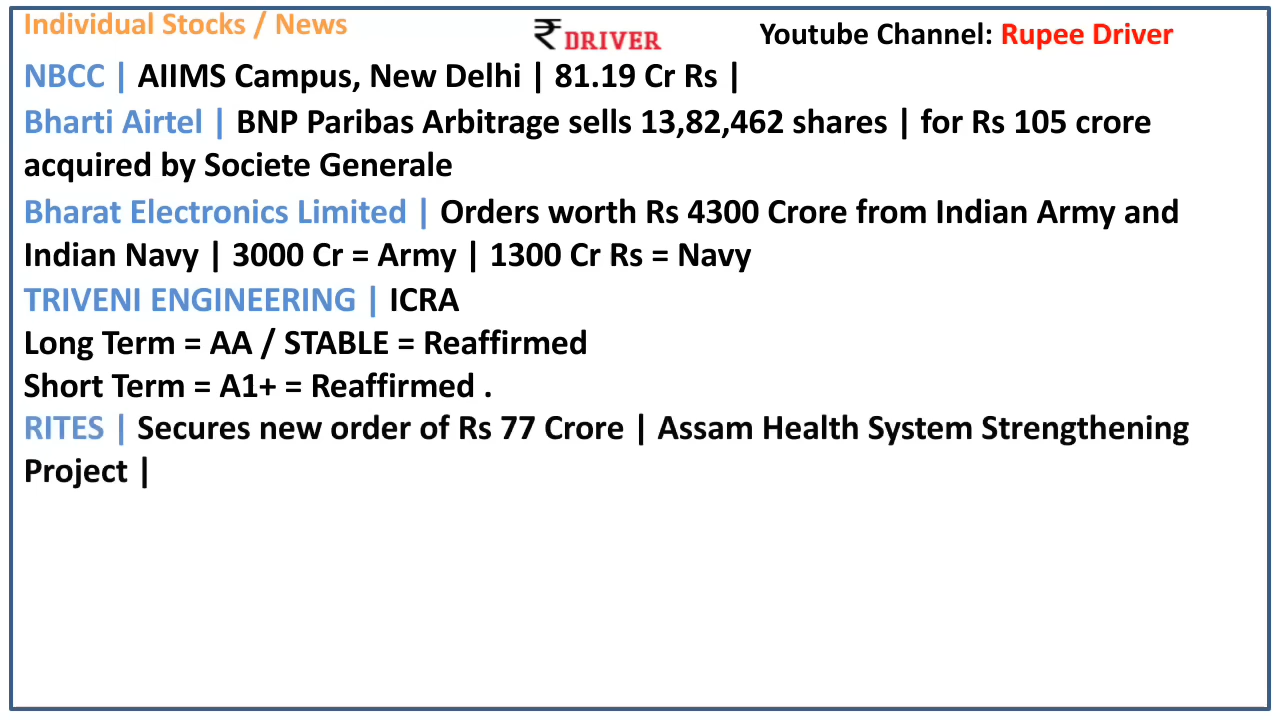 Individual Stocks / News
₹ DRIVER
Youtube Channel: Rupee Driver
NBCC | AIIMS Campus, New Delhi | 81.19 Cr Rs |
Bharti Airtel | BNP Paribas Arbitrage sells 13,82,462 shares | for Rs 105 crore
acquired by Societe Generale
Bharat Electronics Limited | Orders worth Rs 4300 Crore from Indian Army and
Indian Navy | 3000 Cr = Army | 1300 Cr Rs = Navy
TRIVENI ENGINEERING | ICRA
Long Term = AA / STABLE = Reaffirmed
Short Term = A1+ = Reaffirmed .
RITES | Secures new order of Rs 77 Crore | Assam Health System Strengthening
Project |